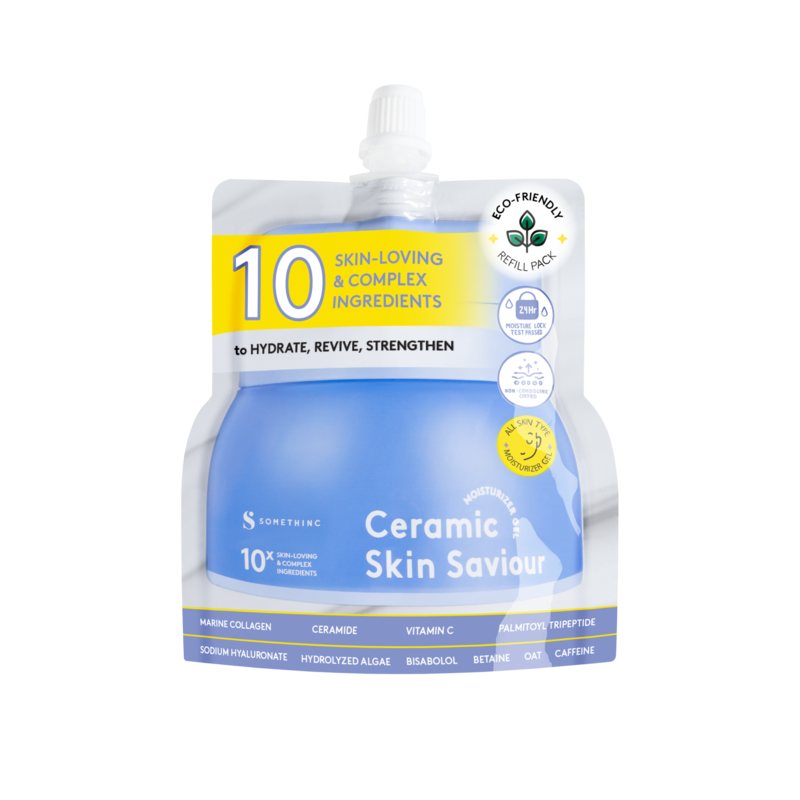 ECO-FRIENDLY
REFILL PACK
10
SKIN-LOVING
& COMPLEX
INGREDIENTS
24Hr
MOISTURE LOCK
TEST PASSED
to HYDRATE, REVIVE, STRENGTHEN
NON-COMEDOGENIC
ALL SKIN TYPE
MOISTURIZER GEL
MOISTURIZER GEL
Ceramic
Skin Saviour
SOMETHINC
10x
SKIN-LOVING
& COMPLEX
INGREDIENTS
MARINE COLLAGEN CERAMIDE VITAMIN C PALMITOYL TRIPEPTIDE
SODIUM HYALURONATE HYDROLYZED ALGAE BISABOLOL BETAINE OAT CAFFEINE